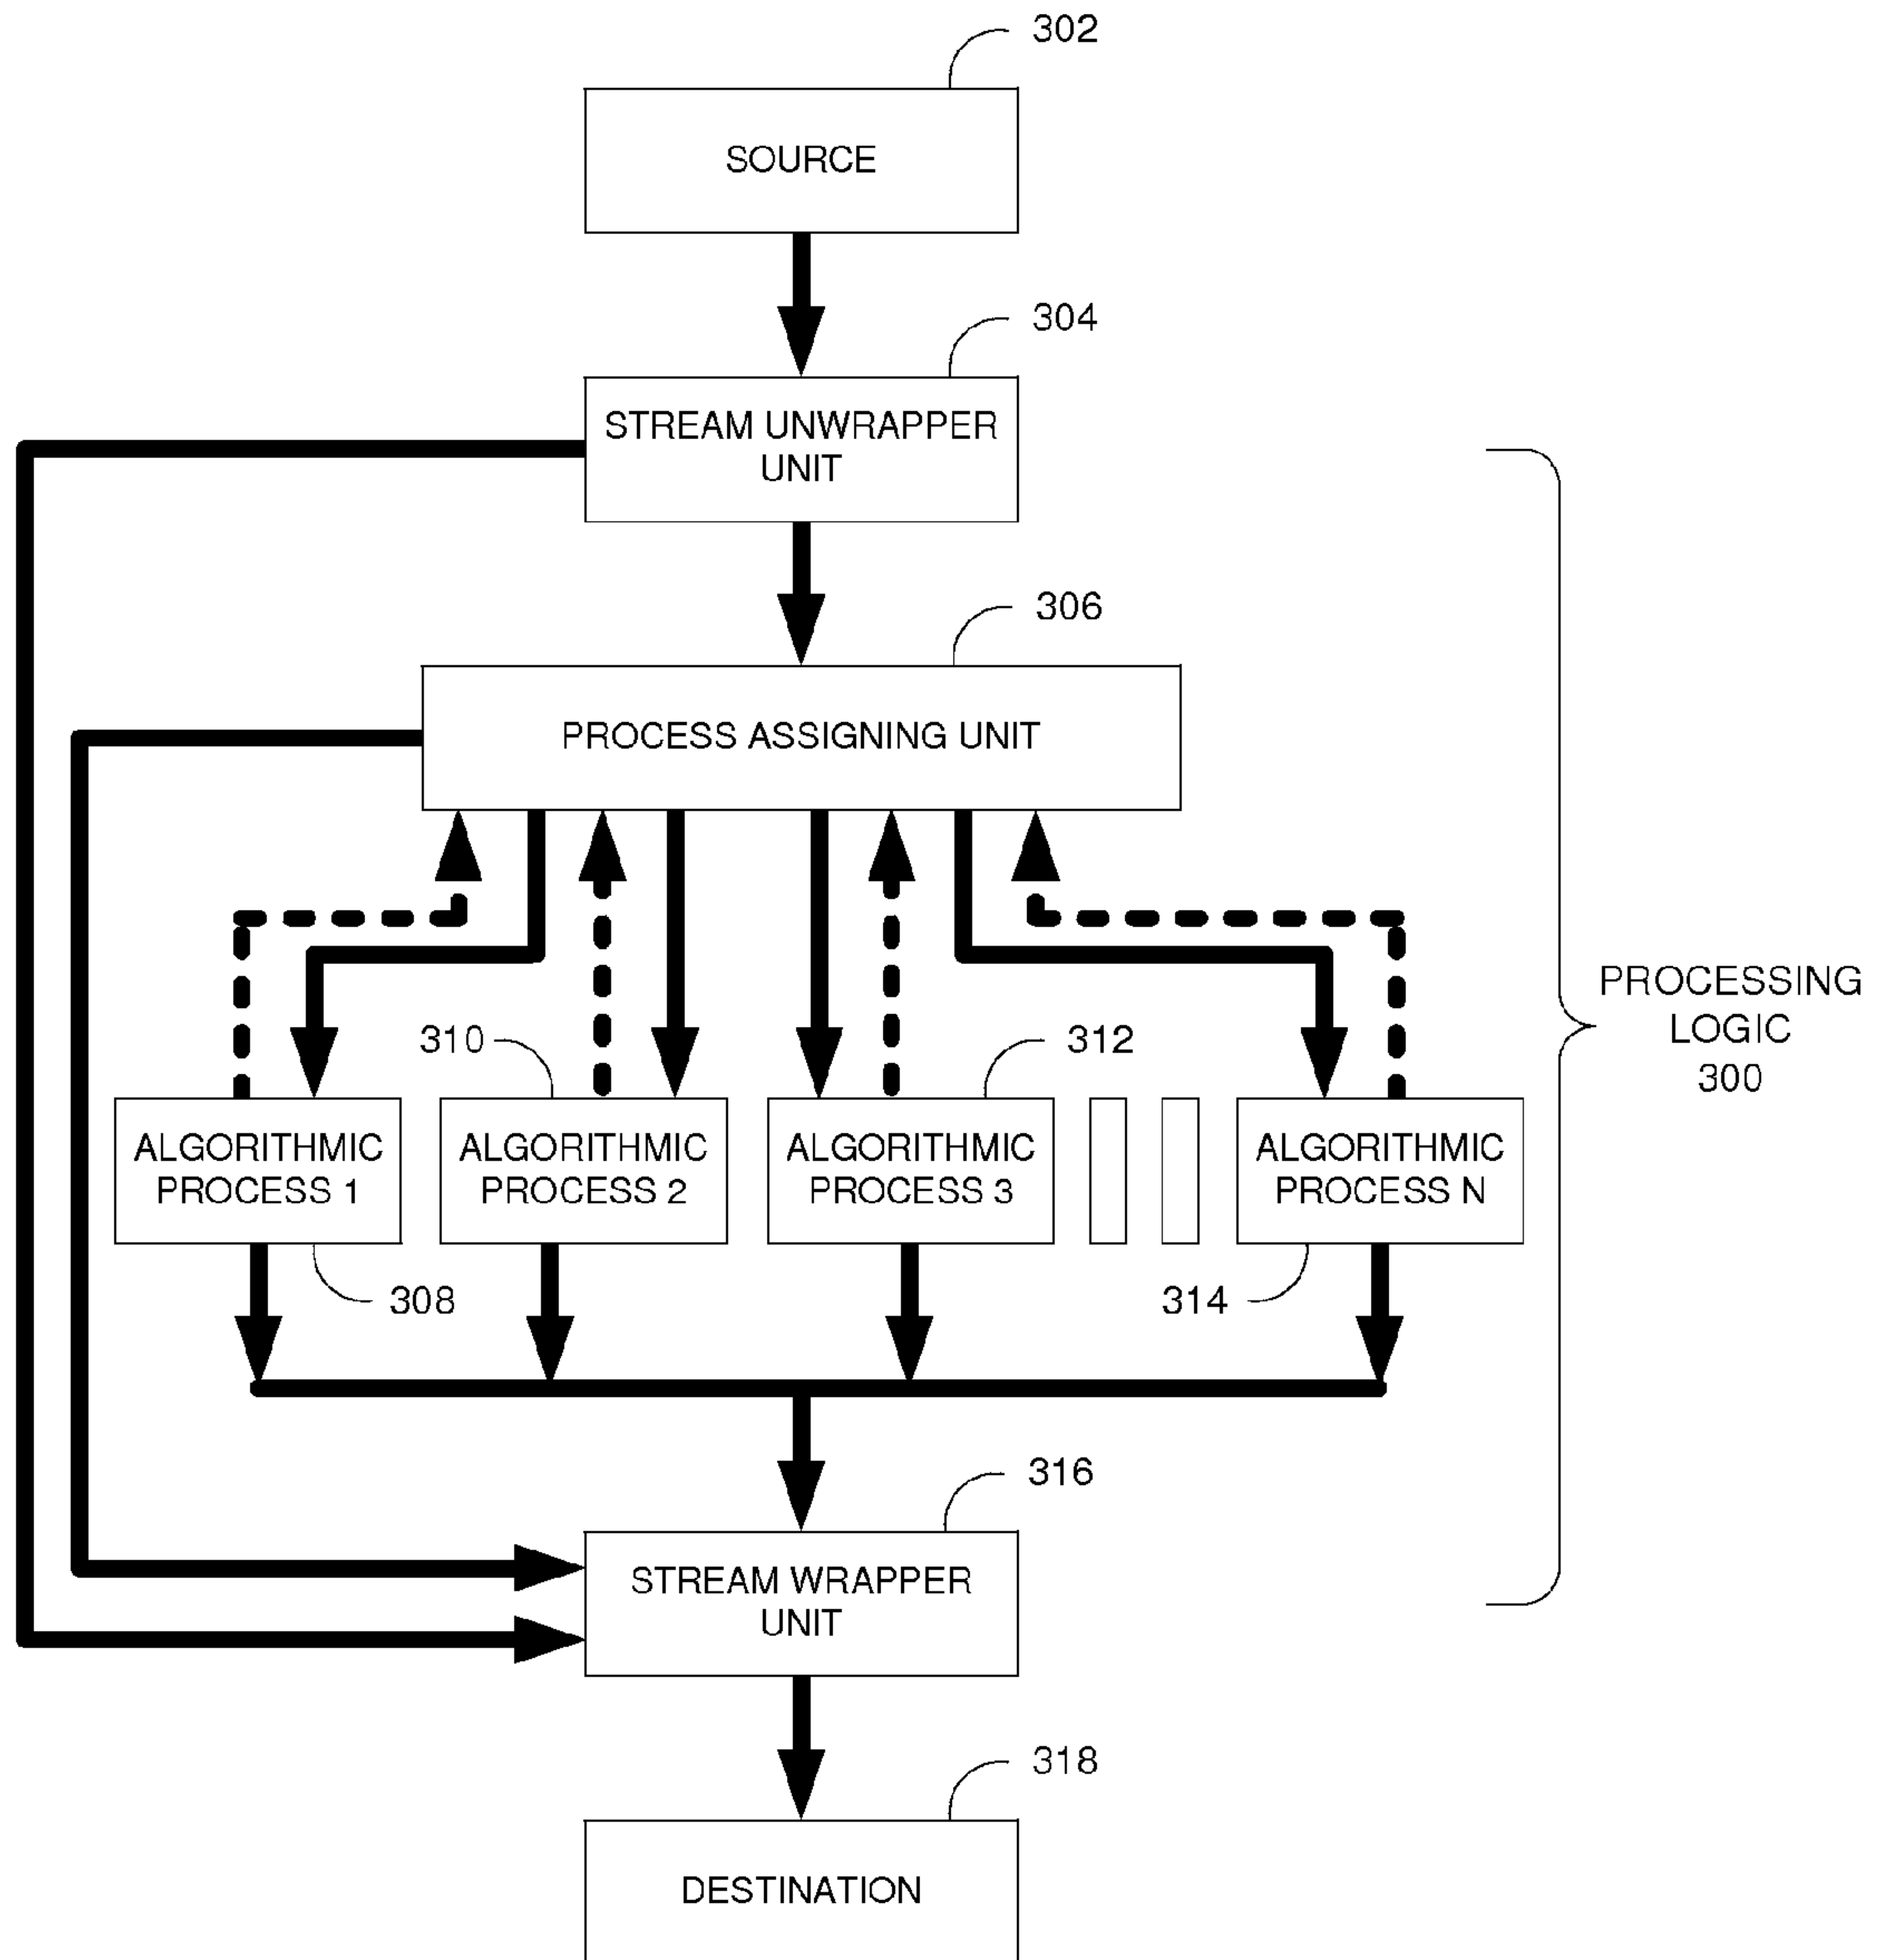 302
SOURCE
304
STREAM UNWRAPPER
UNIT
306
PROCESS ASSIGNING UNIT
310
312
PROCESSING
LOGIC
300
ALGORITHMIC
PROCESS 1
ALGORITHMIC
PROCESS 2
ALGORITHMIC
PROCESS 3
ALGORITHMIC
PROCESS N
308
314
316
STREAM WRAPPER
UNIT
318
DESTINATION